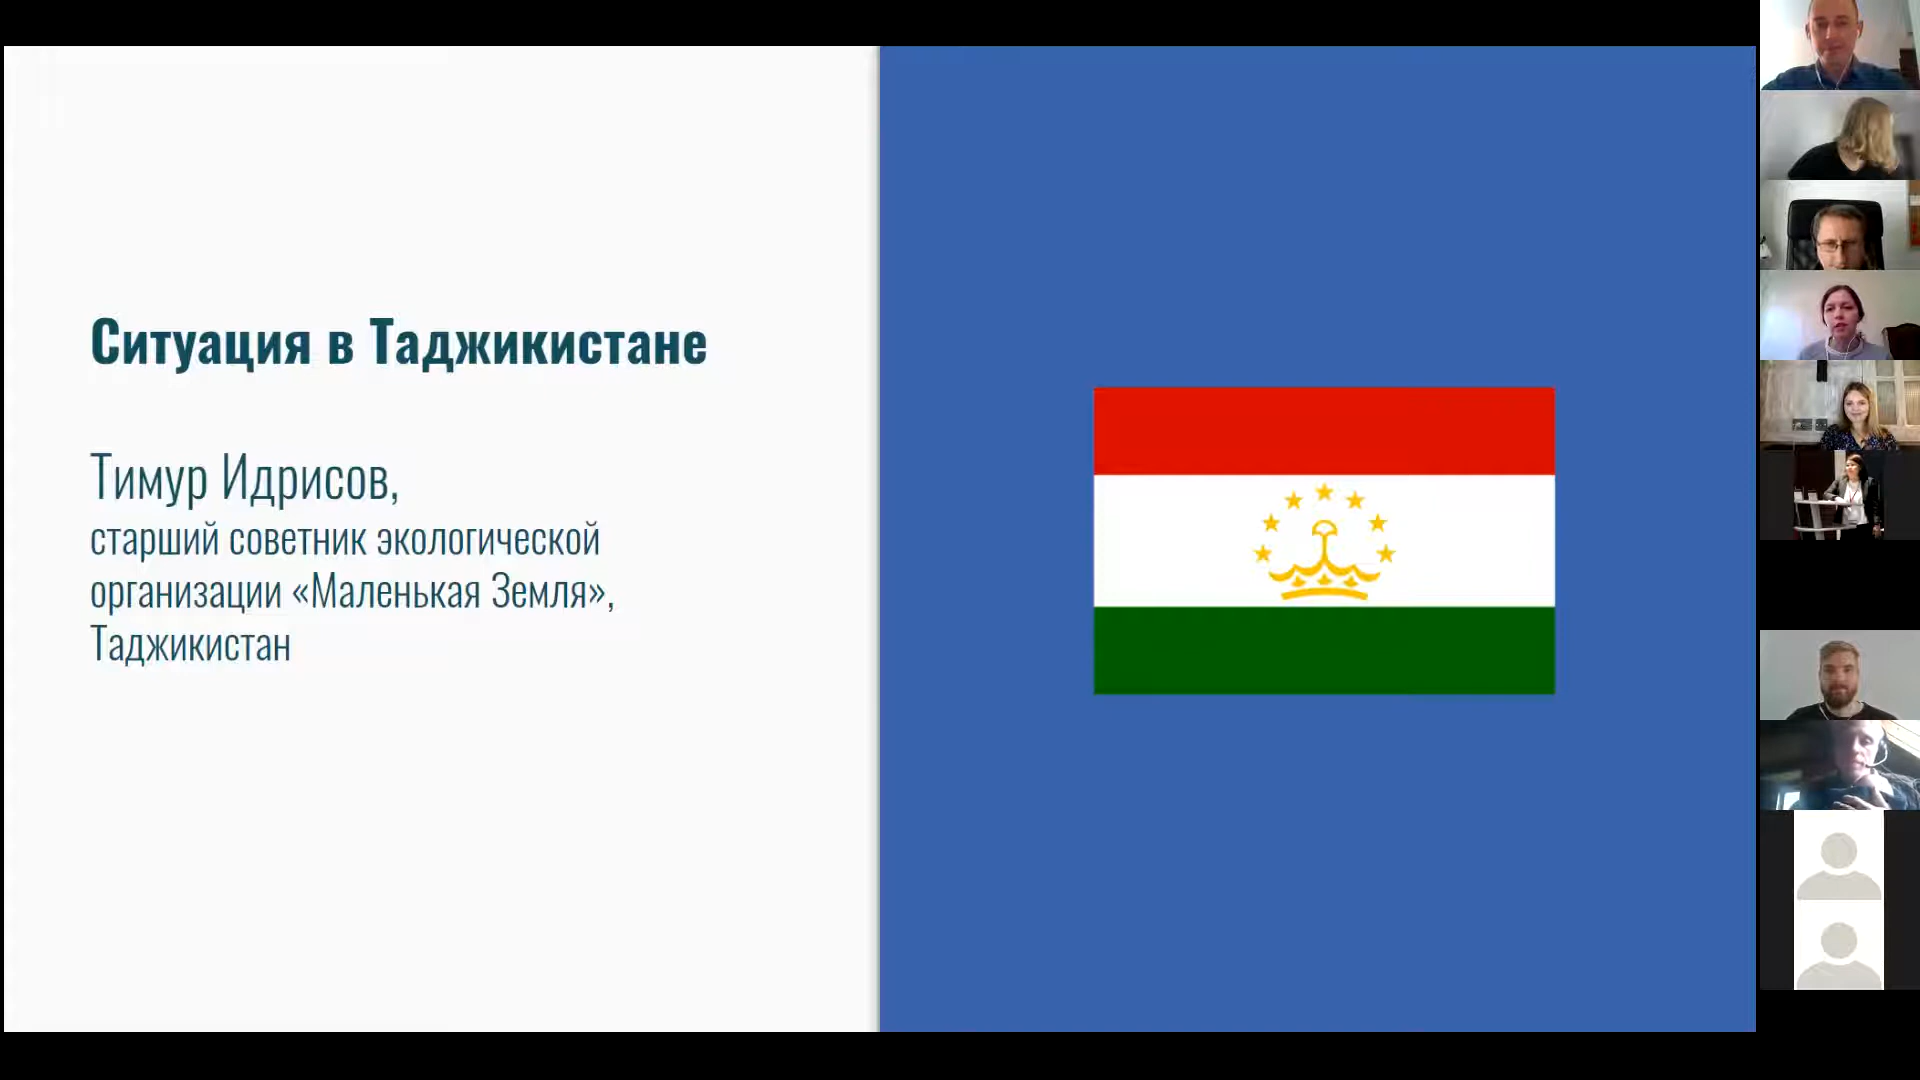 Ситуация в Таджикистане
Тимур Идрисов,
старший советник экологической
организации «Маленькая Земля»,
Таджикистан